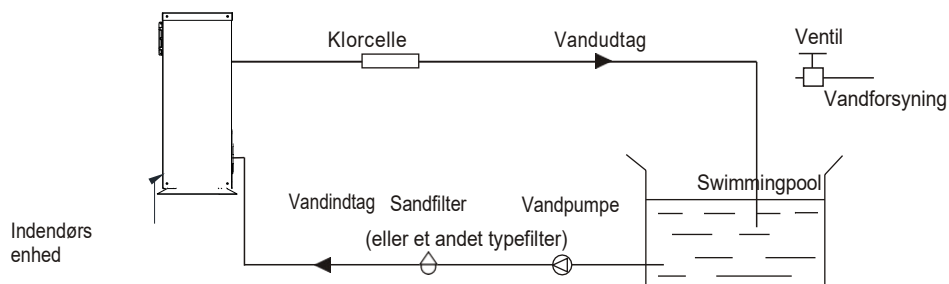 Klorcelle
Vandudtag
Ventil
Vandforsyning
Swimmingpool
Vandindtag
Sandfilter
Vandpumpe
(eller et andet typefilter)
Indendørs
enhed